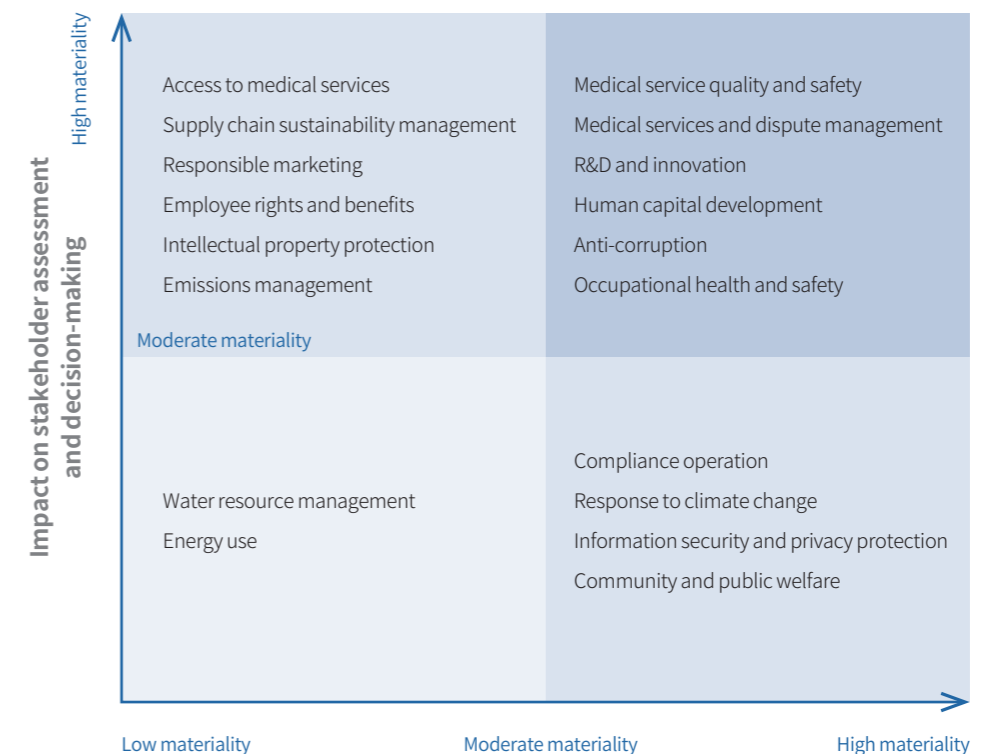 High materiality
Impact on stakeholder assessment
and decision-making
Access to medical services
Supply chain sustainability management
Responsible marketing
Employee rights and benefits
Intellectual property protection
Emissions management
Moderate materiality
Medical service quality and safety
Medical services and dispute management
R&D and innovation
Human capital development
Anti-corruption
Occupational health and safety
Water resource management
Energy use
Compliance operation
Response to climate change
Information security and privacy protection
Community and public welfare
Low materiality
Moderate materiality
High materiality